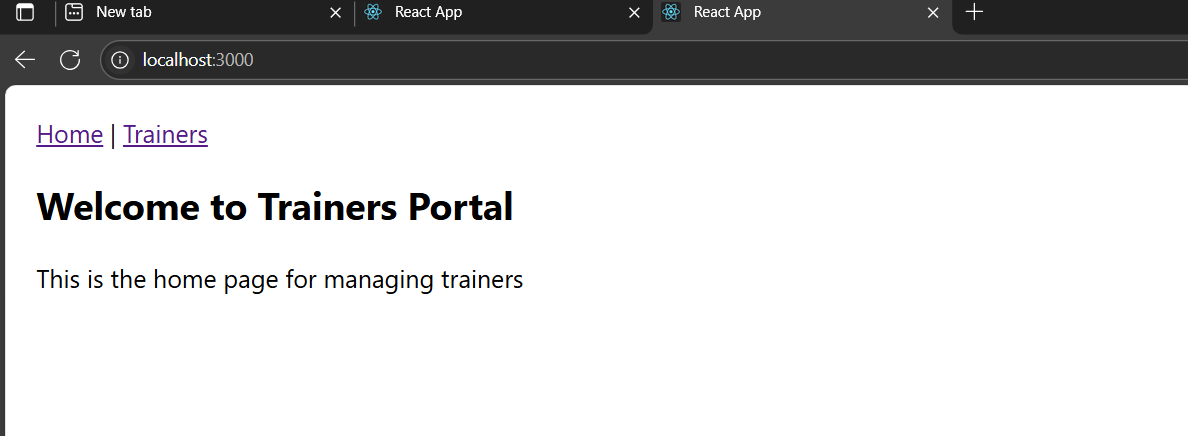 New tab React App React App
localhost:3000
Home | Trainers
Welcome to Trainers Portal
This is the home page for managing trainers